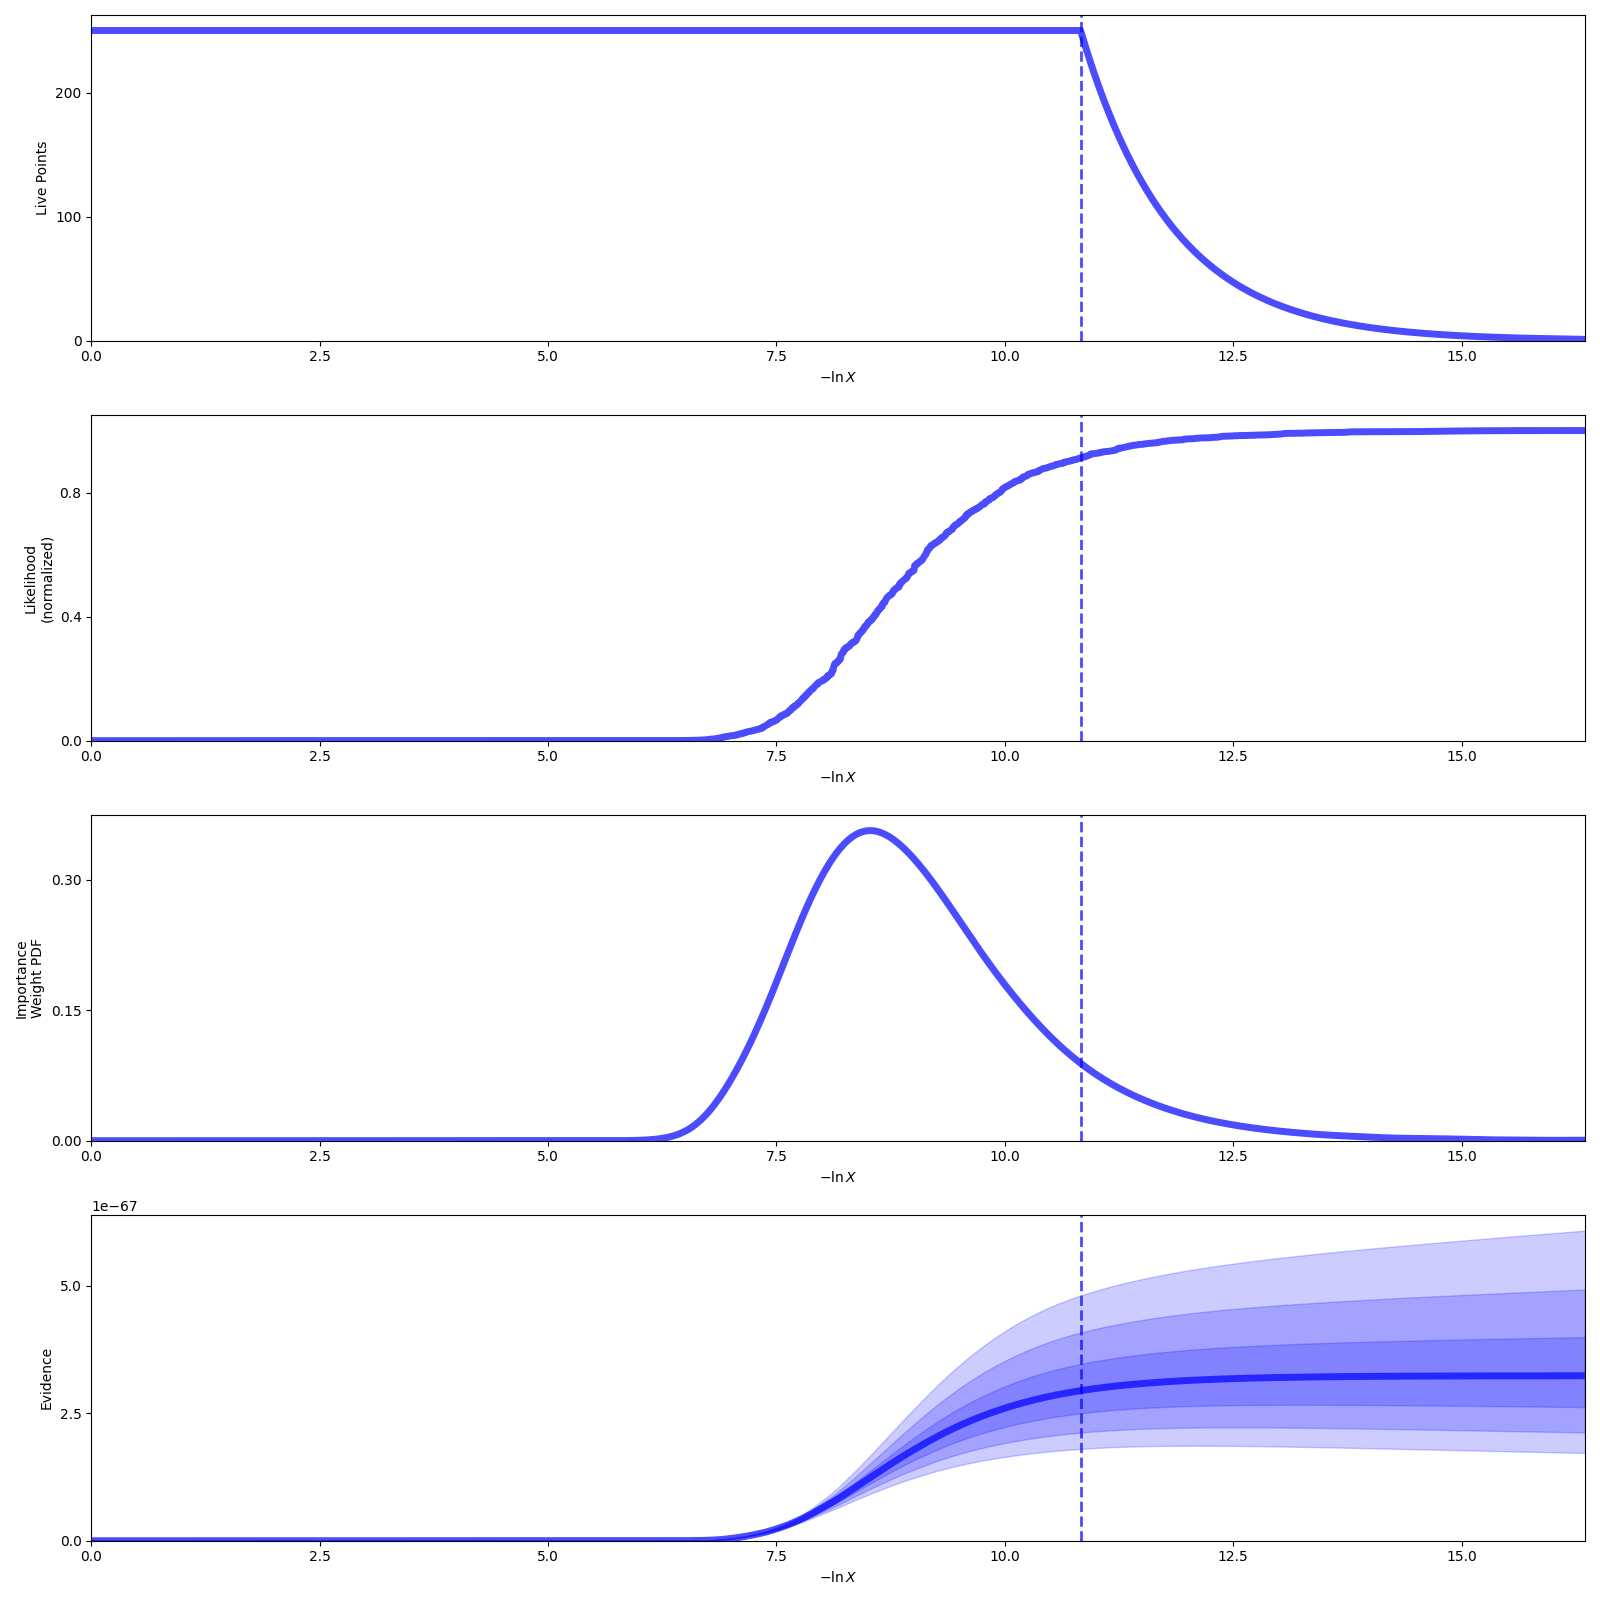 200
100
0
Live Points
0.0 2.5 5.0 7.5 10.0 12.5 15.0
−ln X
0.8
0.4
0.0
Likelihood
(normalized)
0.0 2.5 5.0 7.5 10.0 12.5 15.0
−ln X
0.30
0.15
0.00
Importance
Weight PDF
0.0 2.5 5.0 7.5 10.0 12.5 15.0
−ln X
1e−67
5.0
2.5
0.0
Evidence
0.0 2.5 5.0 7.5 10.0 12.5 15.0
−ln X